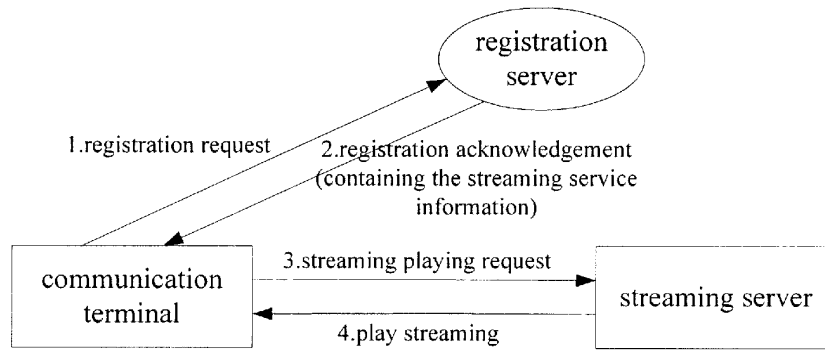 registration
server
1.registration request
2.registration acknowledgement
(containing the streaming service
information)
communication
terminal
3.streaming playing request
4.play streaming
streaming server